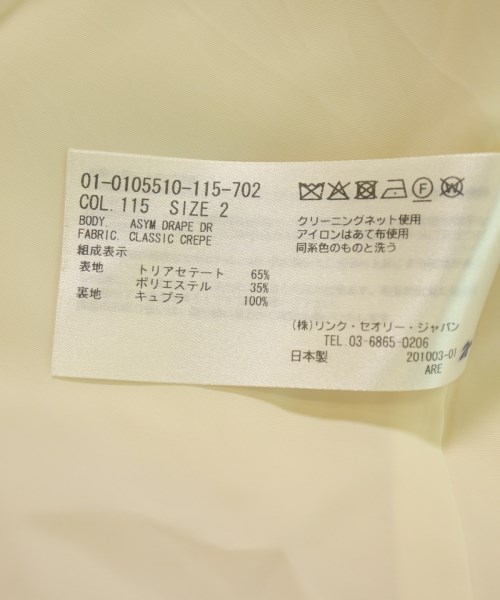 01-0105510-115-702
COL. 115 SIZE 2
BODY. ASYM DRAPE DR
FABRIC. CLASSIC CREPE
組成表示
表地 トリアセテート 65%
ポリエステル 35%
裏地 キュプラ 100%
クリーニングネット使用
アイロンはあて布使用
同系色のものと洗う
(株)リンク・セオリー・ジャパン
TEL.03-6865-0206
日本製 201003-01
ARE